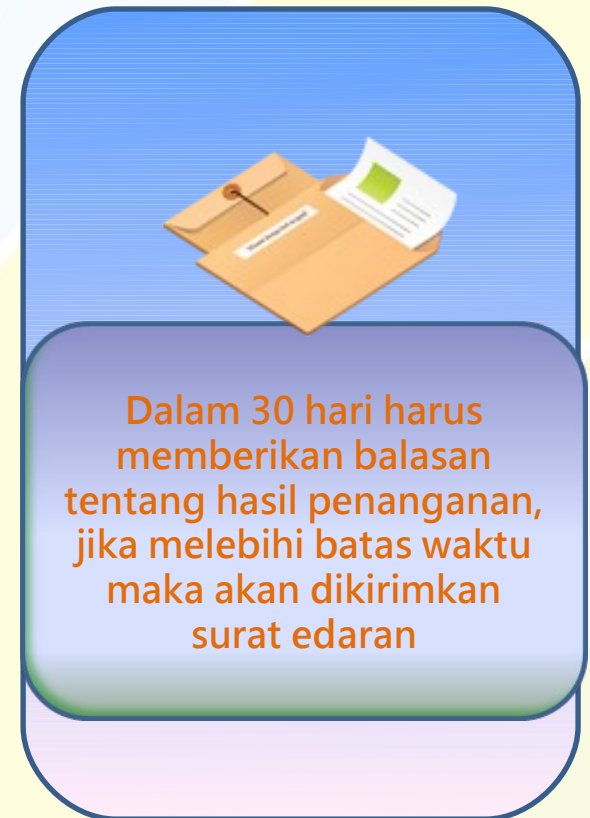 Dalam 30 hari harus
memberikan balasan
tentang hasil penanganan,
jika melebihi batas waktu
maka akan dikirimkan
surat edaran